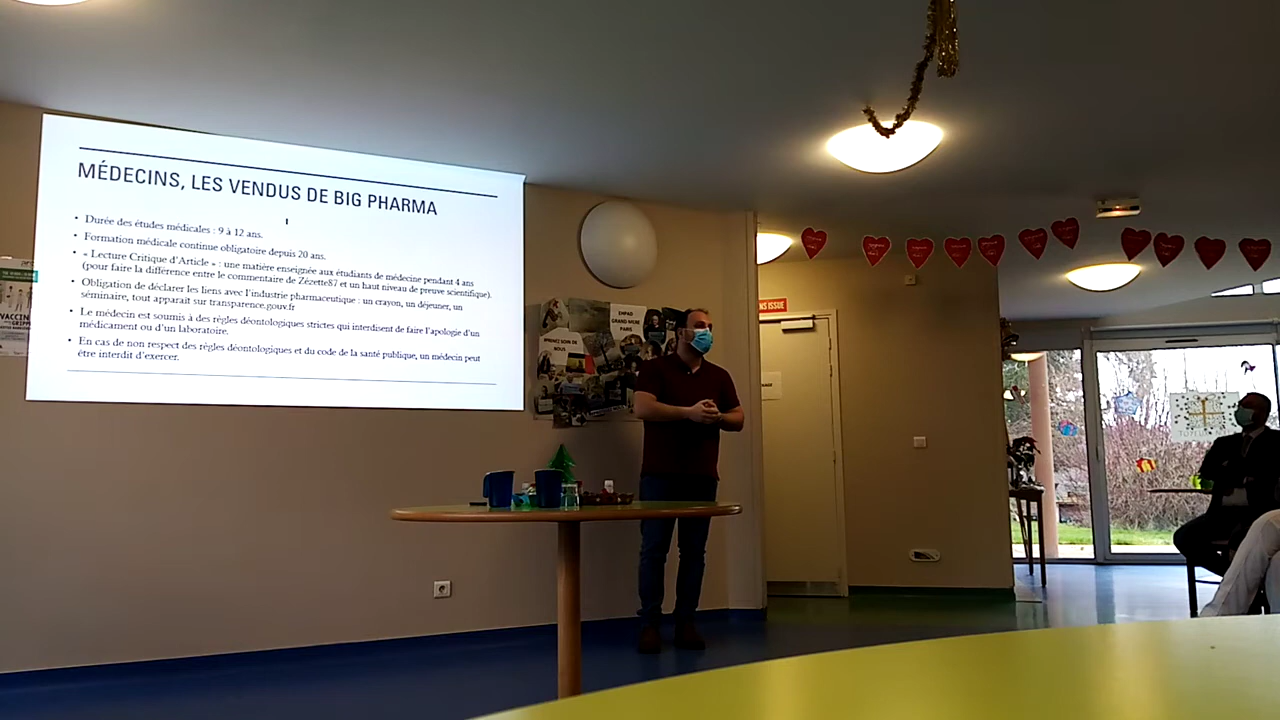 MÉDECINS, LES VENDUS DE BIG PHARMA
• Durée des études médicales : 9 à 12 ans.
• Formation médicale continue obligatoire depuis 20 ans.
• « Lecture Critique d'Article » : une matière enseignée aux étudiants de médecine pendant 4 ans
(pour faire la différence entre le commentaire de Zézette87 et un haut niveau de preuve scientifique).
• Obligation de déclarer les liens avec l'industrie pharmaceutique : un crayon, un déjeuner, un
séminaire, tout apparait sur transparence.gouv.fr
• Le médecin est soumis à des règles déontologiques strictes qui interdisent de faire l'apologie d'un
médicament ou d'un laboratoire.
• En cas de non respect des règles déontologiques et du code de la santé publique, un médecin peut
être interdit d'exercer.
VACCIN
GRIPPE
EHPAD
GRAND-MERE
PARIS
PRENEZ SOIN DE
NOUS
NS ISSUE